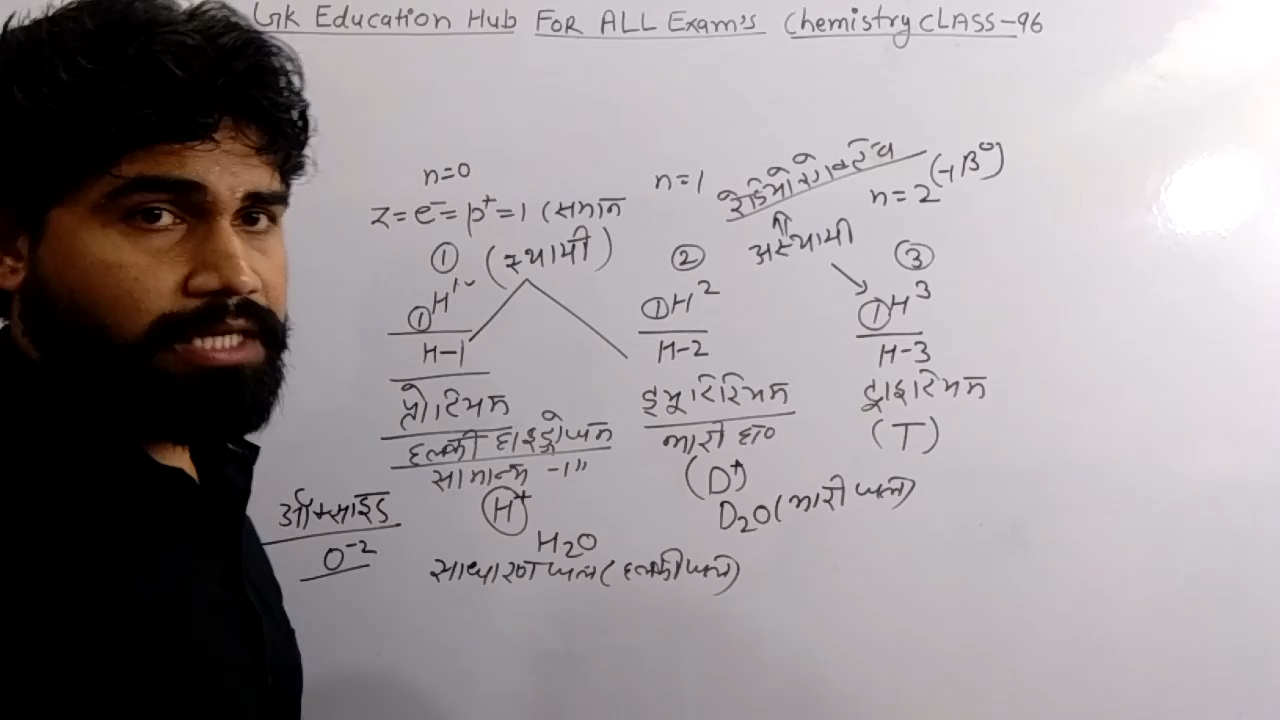 GK Education Hub FOR ALL Exam's Chemistry CLASS-96
n=0
n=1
n=2 (-1β⁰)
z=e⁻=p⁺=1 (समान
अस्थायी
① (स्थायी)
②
③
①H¹
①H²
①H³
H-1
H-2
H-3
प्रोटियम
ड्यूटिरियम
ट्राइटियम
हल्की हाइड्रोजन
भारी हा०
(T)
सामान्य -1"
(D⁺)
ऑक्साइड
H⁺
D₂O (भारी जल)
O⁻²
H₂O
साधारण जल (हल्की जल)